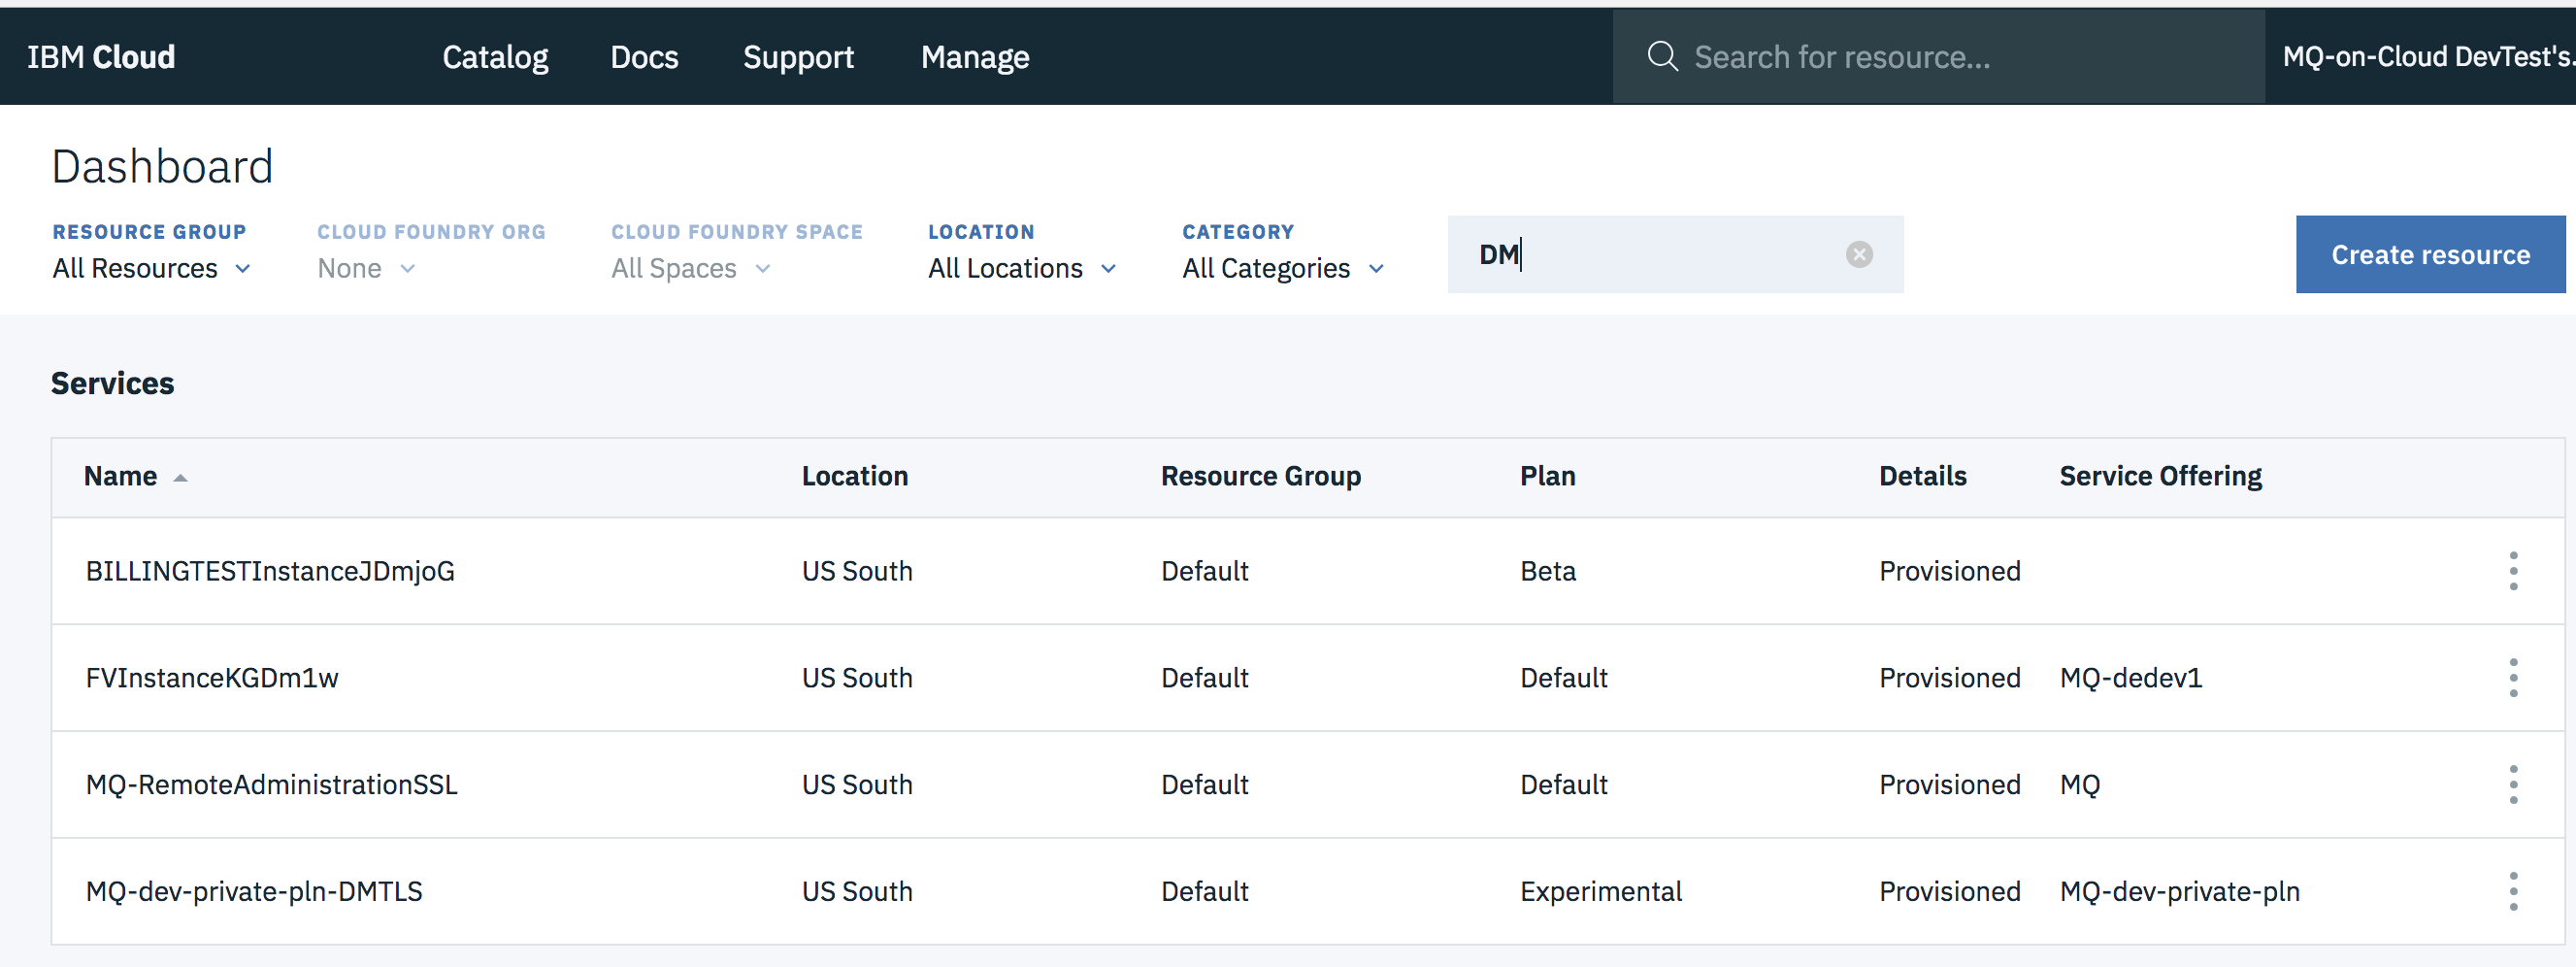 IBM Cloud Catalog Docs Support Manage Search for resource... MQ-on-Cloud DevTest's.
Dashboard
RESOURCE GROUP CLOUD FOUNDRY ORG CLOUD FOUNDRY SPACE LOCATION CATEGORY
All Resources None All Spaces All Locations All Categories DM Create resource
Services
Name Location Resource Group Plan Details Service Offering
BILLINGTESTInstanceJDmjoG US South Default Beta Provisioned
FVInstanceKGDm1w US South Default Default Provisioned MQ-dedev1
MQ-RemoteAdministrationSSL US South Default Default Provisioned MQ
MQ-dev-private-pln-DMTLS US South Default Experimental Provisioned MQ-dev-private-pln